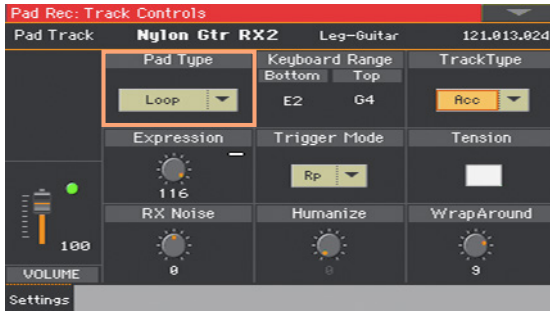 Pad Rec: Track Controls
Pad Track Nylon Gtr RX2 Leg-Guitar 121.013.024
Pad Type Keyboard Range TrackType
Bottom Top
Loop E2 G4 Acc
Expression Trigger Mode Tension
116 Rp
RX Noise Humanize WrapAround
100 0 0 9
VOLUME
Settings